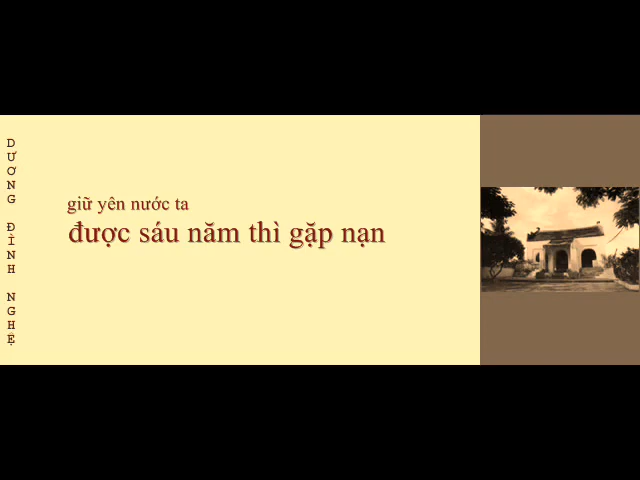 DƯƠNG ĐÌNH NGHỆ
giữ yên nước ta
được sáu năm thì gặp nạn